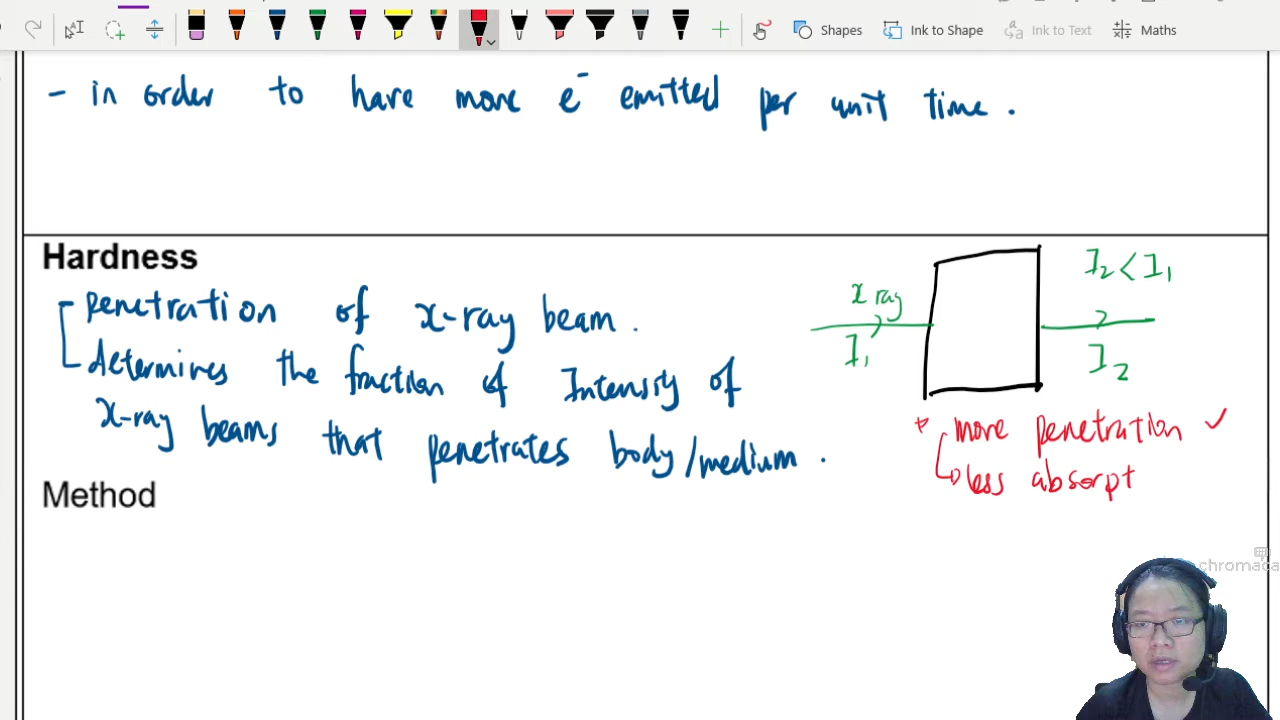 Shapes
Ink to Shape
Ink to Text
Maths
- in order to have more e⁻ emitted per unit time.
Hardness
penetration of x-ray beam.
determines the fraction of Intensity of
x-ray beams that penetrates body/medium.
Method
x ray
I₁
I₂ < I₁
I₂
* more penetration ✓
less absorpt
chromaca